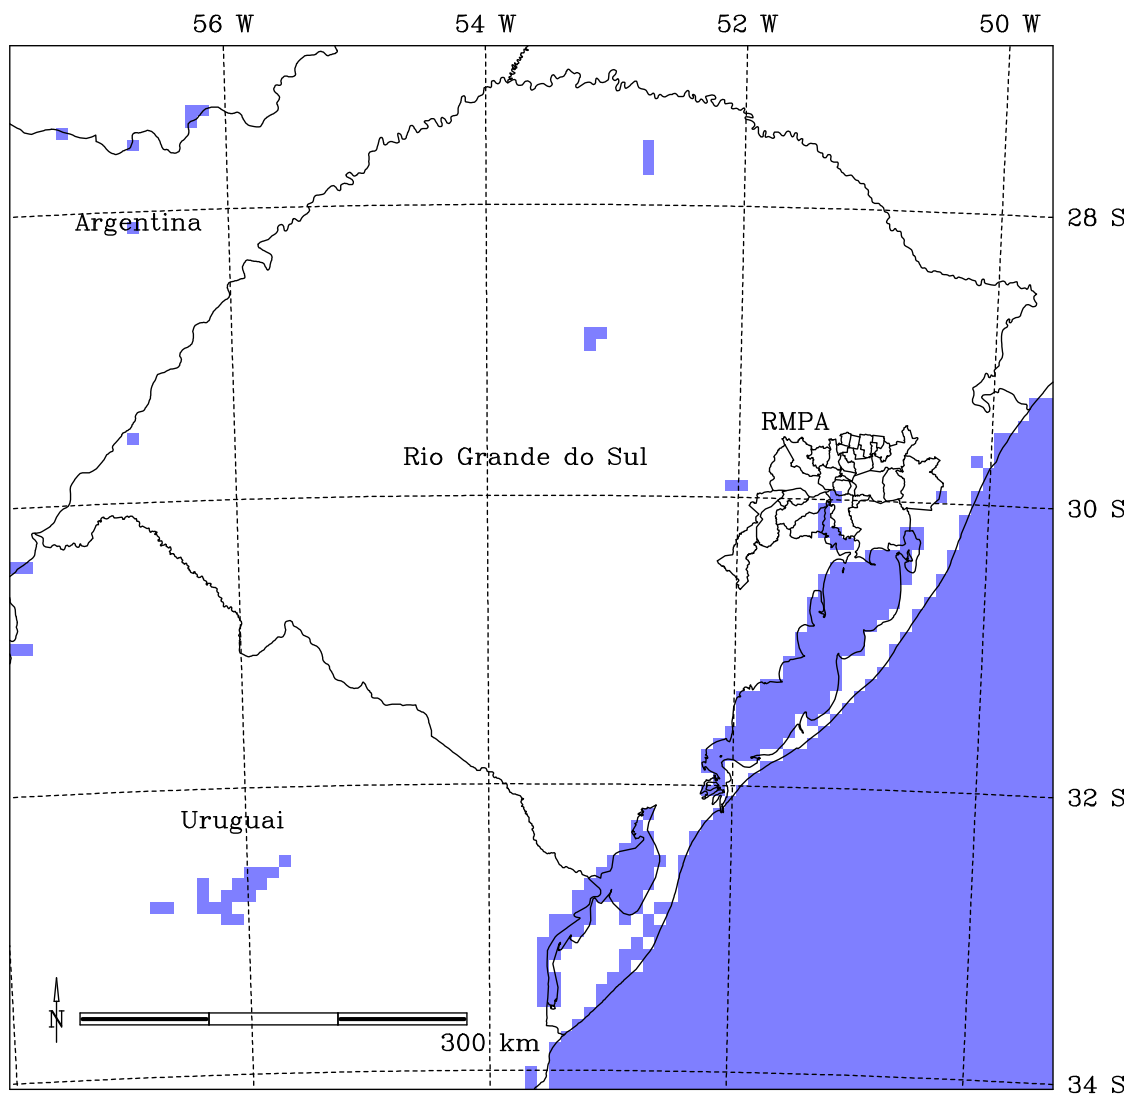 56 W 54 W 52 W 50 W
Argentina
28 S
RMPA
Rio Grande do Sul
30 S
32 S
Uruguai
N
300 km
34 S